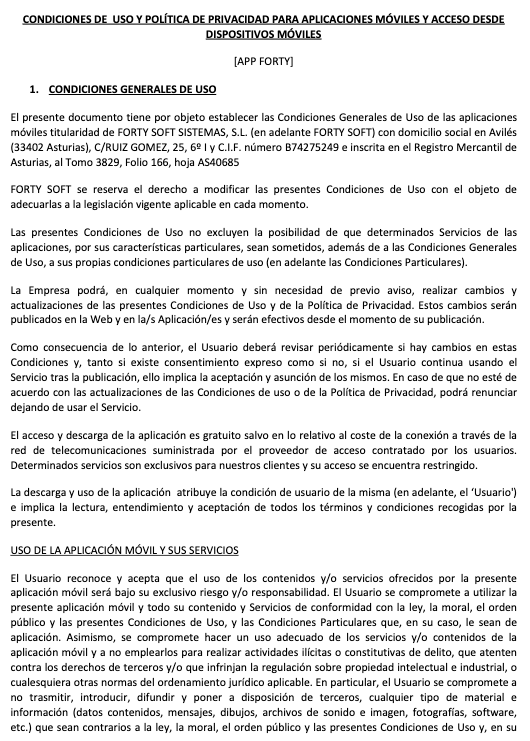 CONDICIONES DE USO Y POLÍTICA DE PRIVACIDAD PARA APLICACIONES MÓVILES Y ACCESO DESDE
DISPOSITIVOS MÓVILES
[APP FORTY]
1. CONDICIONES GENERALES DE USO
El presente documento tiene por objeto establecer las Condiciones Generales de Uso de las aplicaciones
móviles titularidad de FORTY SOFT SISTEMAS, S.L. (en adelante FORTY SOFT) con domicilio social en Avilés
(33402 Asturias), C/RUIZ GOMEZ, 25, 6º I y C.I.F. número B74275249 e inscrita en el Registro Mercantil de
Asturias, al Tomo 3829, Folio 166, hoja AS40685
FORTY SOFT se reserva el derecho a modificar las presentes Condiciones de Uso con el objeto de
adecuarlas a la legislación vigente aplicable en cada momento.
Las presentes Condiciones de Uso no excluyen la posibilidad de que determinados Servicios de las
aplicaciones, por sus características particulares, sean sometidos, además de a las Condiciones Generales
de Uso, a sus propias condiciones particulares de uso (en adelante las Condiciones Particulares).
La Empresa podrá, en cualquier momento y sin necesidad de previo aviso, realizar cambios y
actualizaciones de las presentes Condiciones de Uso y de la Política de Privacidad. Estos cambios serán
publicados en la Web y en la/s Aplicación/es y serán efectivos desde el momento de su publicación.
Como consecuencia de lo anterior, el Usuario deberá revisar periódicamente si hay cambios en estas
Condiciones y, tanto si existe consentimiento expreso como si no, si el Usuario continua usando el
Servicio tras la publicación, ello implica la aceptación y asunción de los mismos. En caso de que no esté de
acuerdo con las actualizaciones de las Condiciones de uso o de la Política de Privacidad, podrá renunciar
dejando de usar el Servicio.
El acceso y descarga de la aplicación es gratuito salvo en lo relativo al coste de la conexión a través de la
red de telecomunicaciones suministrada por el proveedor de acceso contratado por los usuarios.
Determinados servicios son exclusivos para nuestros clientes y su acceso se encuentra restringido.
La descarga y uso de la aplicación atribuye la condición de usuario de la misma (en adelante, el ‘Usuario’)
e implica la lectura, entendimiento y aceptación de todos los términos y condiciones recogidas por la
presente.
USO DE LA APLICACIÓN MÓVIL Y SUS SERVICIOS
El Usuario reconoce y acepta que el uso de los contenidos y/o servicios ofrecidos por la presente
aplicación móvil será bajo su exclusivo riesgo y/o responsabilidad. El Usuario se compromete a utilizar la
presente aplicación móvil y todo su contenido y Servicios de conformidad con la ley, la moral, el orden
público y las presentes Condiciones de Uso, y las Condiciones Particulares que, en su caso, le sean de
aplicación. Asimismo, se compromete hacer un uso adecuado de los servicios y/o contenidos de la
aplicación móvil y a no emplearlos para realizar actividades ilícitas o constitutivas de delito, que atenten
contra los derechos de terceros y/o que infrinjan la regulación sobre propiedad intelectual e industrial, o
cualesquiera otras normas del ordenamiento jurídico aplicable. En particular, el Usuario se compromete a
no trasmitir, introducir, difundir y poner a disposición de terceros, cualquier tipo de material e
información (datos contenidos, mensajes, dibujos, archivos de sonido e imagen, fotografías, software,
etc.) que sean contrarios a la ley, la moral, el orden público y las presentes Condiciones de Uso y, en su